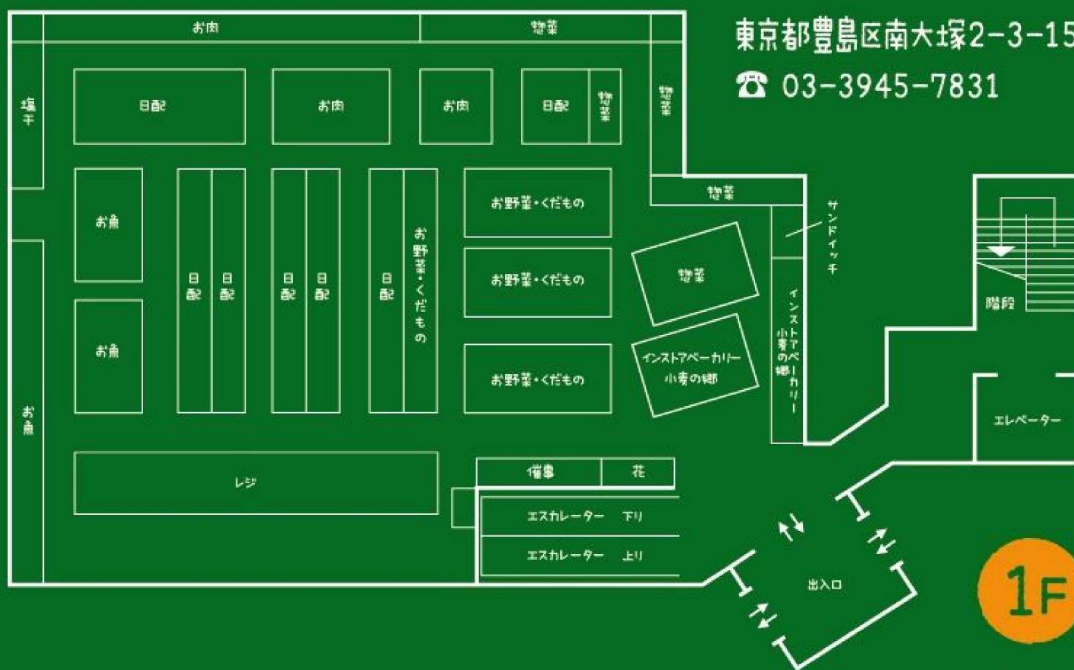 お肉
惣菜
東京都豊島区南大塚2-3-15
☎ 03-3945-7831
塩干
日配
お肉
お肉
日配
惣菜
惣菜
お魚
日配
日配
日配
日配
日配
お野菜・くだもの
お野菜・くだもの
惣菜
サンドイッチ
お野菜・くだもの
惣菜
階段
お魚
お野菜・くだもの
インストアベーカリー
小麦の郷
インストアベーカリー
小麦の郷
お魚
エレベーター
レジ
催事
花
エスカレーター 下り
エスカレーター 上り
出入口
1F